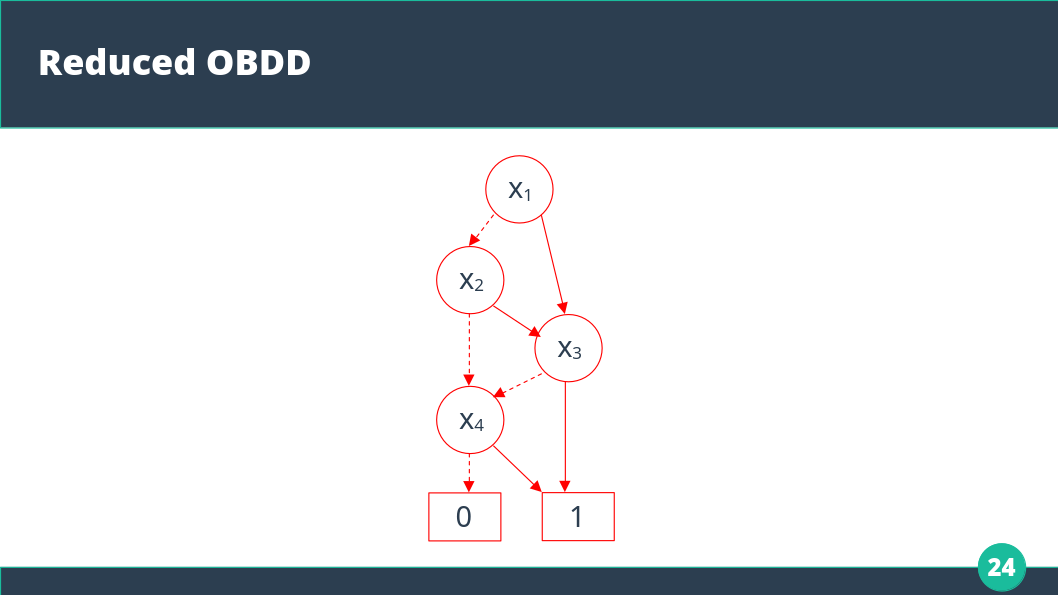 Reduced OBDD
x₁
x₂
x₃
x₄
0
1
24